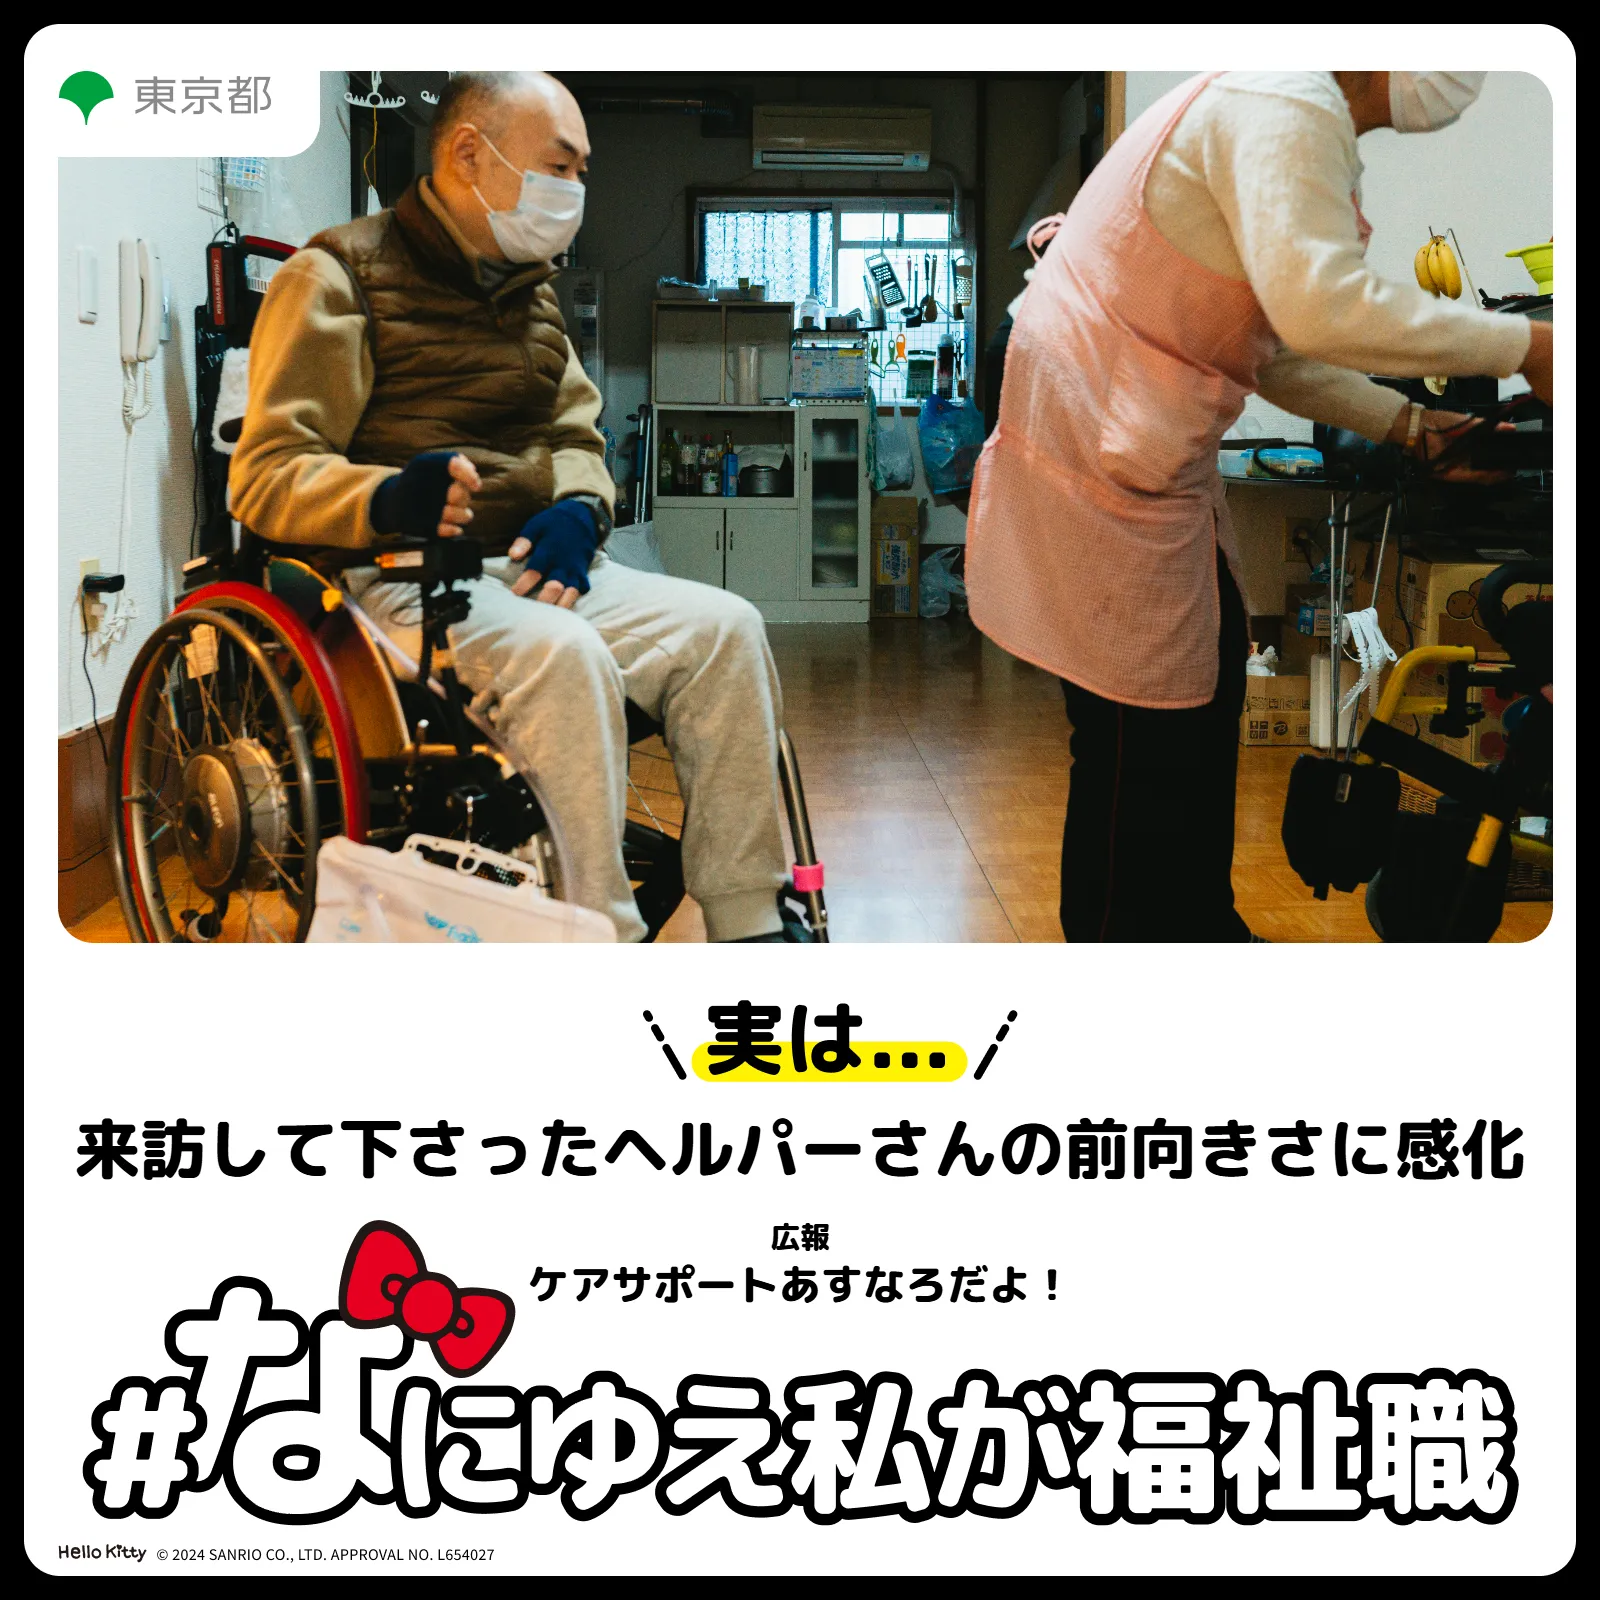 東京都
実は...
来訪して下さったヘルパーさんの前向きさに感化
広報
ケアサポートあすなろだよ！
#なにゆえ私が福祉職
Hello Kitty © 2024 SANRIO CO., LTD. APPROVAL NO. L654027